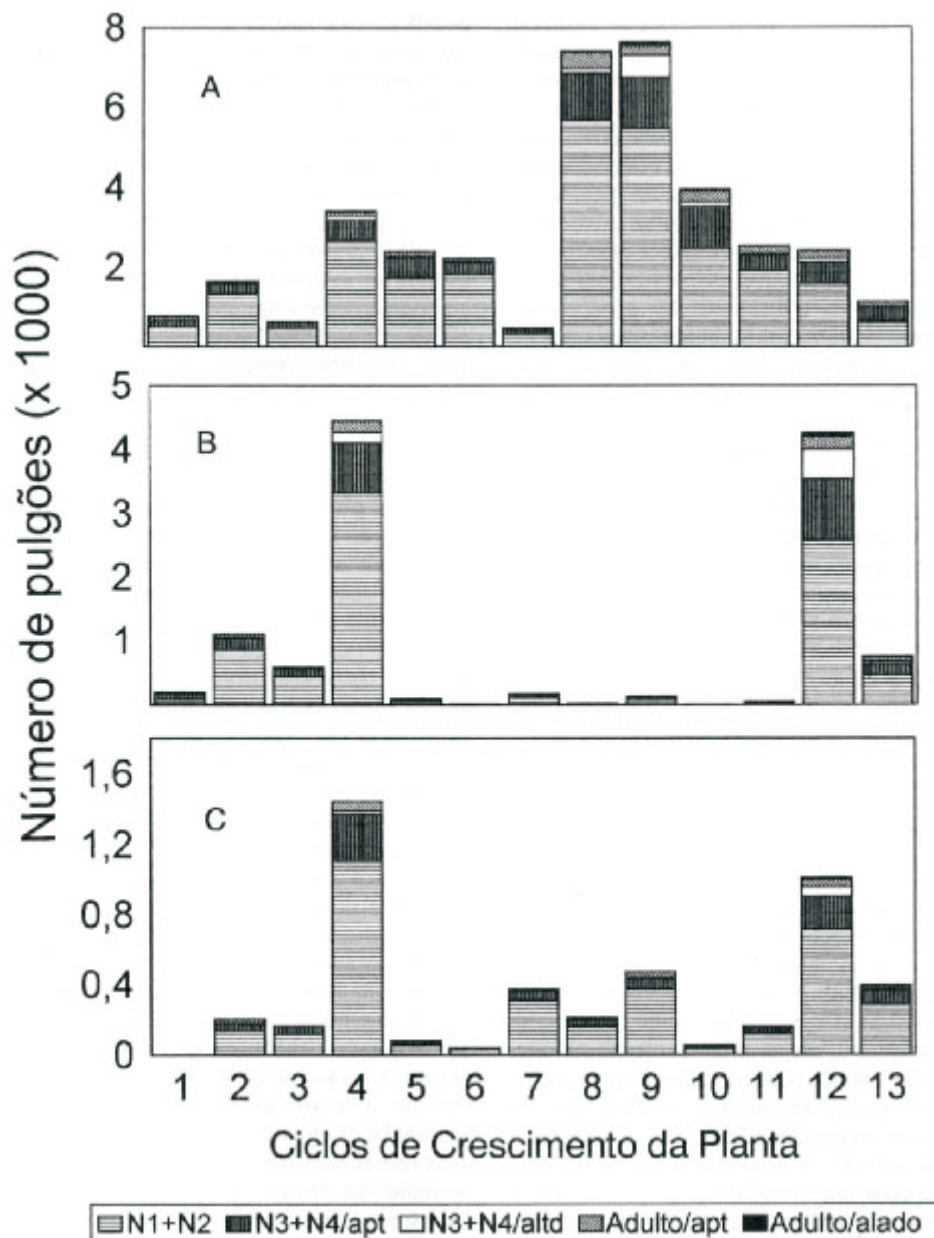 Número de pulgões (x 1000)
8
6
4
2
A
5
4
3
2
1
B
1,6
1,2
0,8
0,4
0
C
1 2 3 4 5 6 7 8 9 10 11 12 13
Ciclos de Crescimento da Planta
N1+N2 N3+N4/apt N3+N4/altd Adulto/apt Adulto/alado